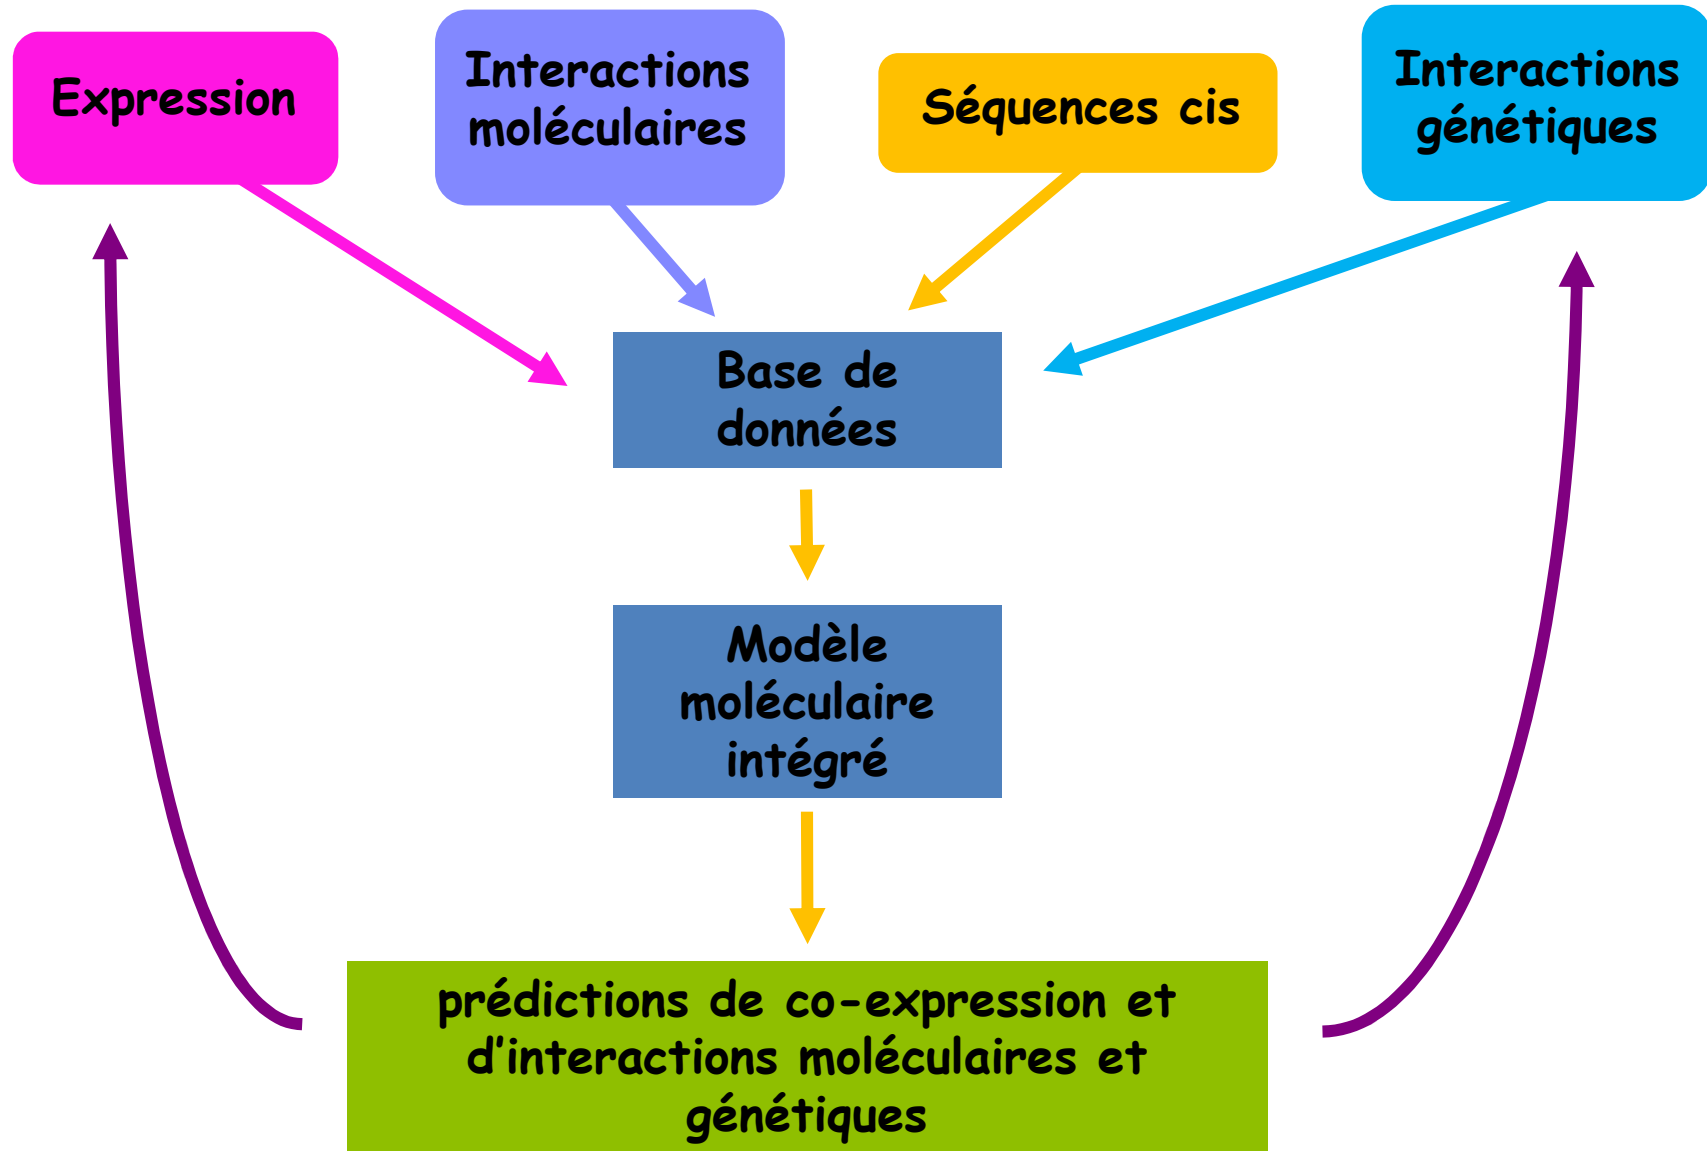 Expression
Interactions
moléculaires
Séquences cis
Interactions
génétiques
Base de
données
Modèle
moléculaire
intégré
prédictions de co-expression et
d’interactions moléculaires et
génétiques